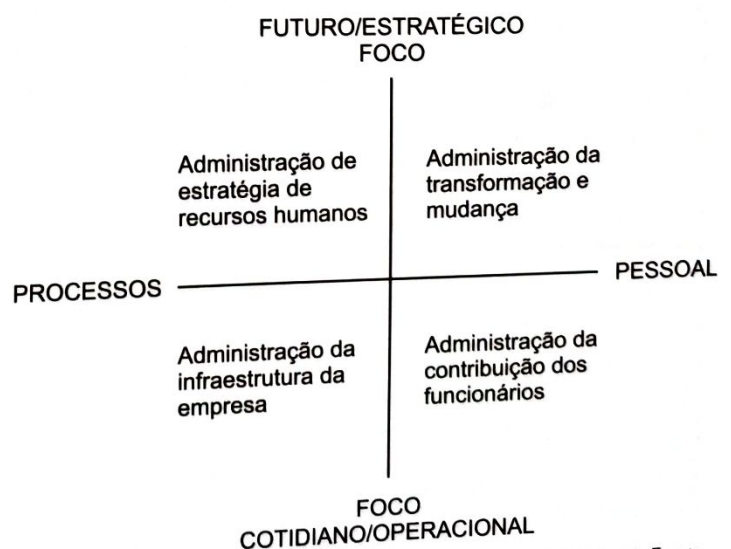 FUTURO/ESTRATÉGICO
FOCO
Administração de
estratégia de
recursos humanos
Administração da
transformação e
mudança
PROCESSOS
PESSOAL
Administração da
infraestrutura da
empresa
Administração da
contribuição dos
funcionários
FOCO
COTIDIANO/OPERACIONAL